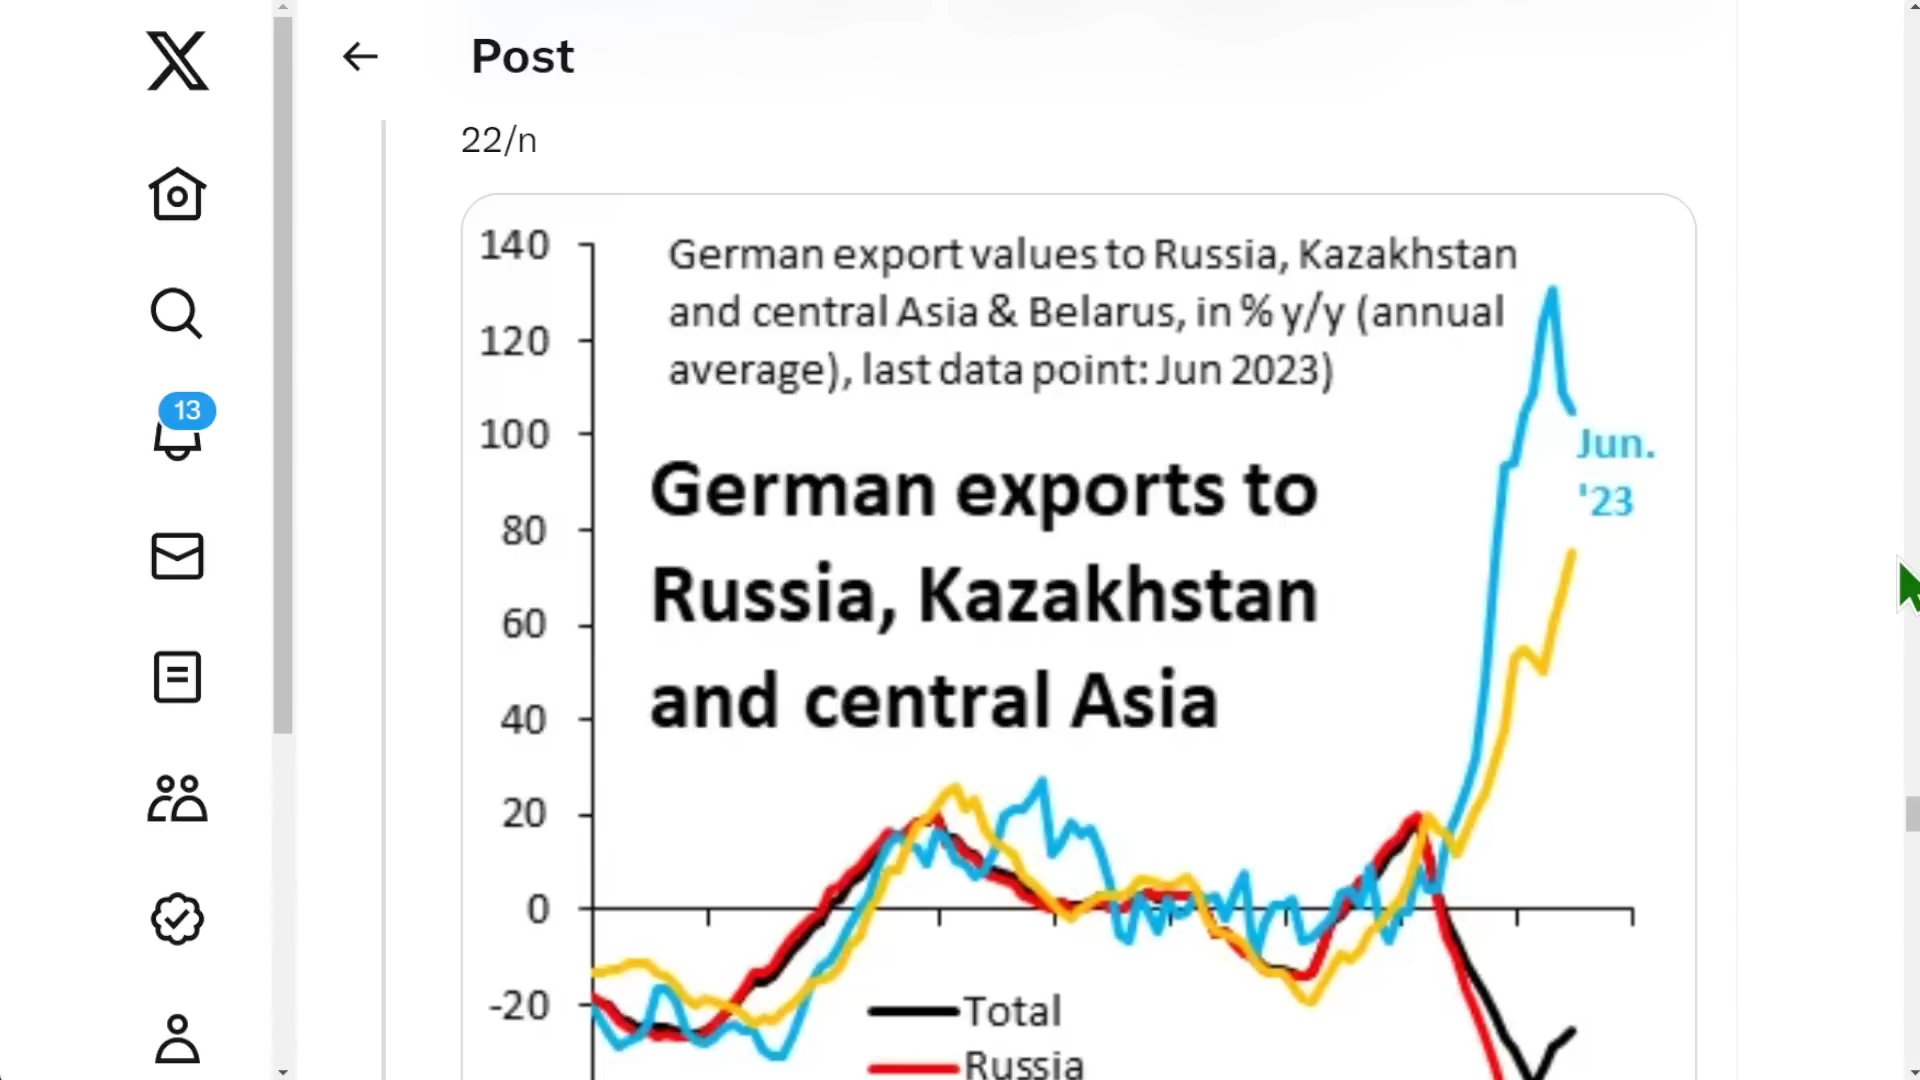 Post
22/n
13
140
120
100
80
60
40
20
0
-20
German export values to Russia, Kazakhstan
and central Asia & Belarus, in % y/y (annual
average), last data point: Jun 2023)
German exports to
Russia, Kazakhstan
and central Asia
Jun.
'23
Total
Russia